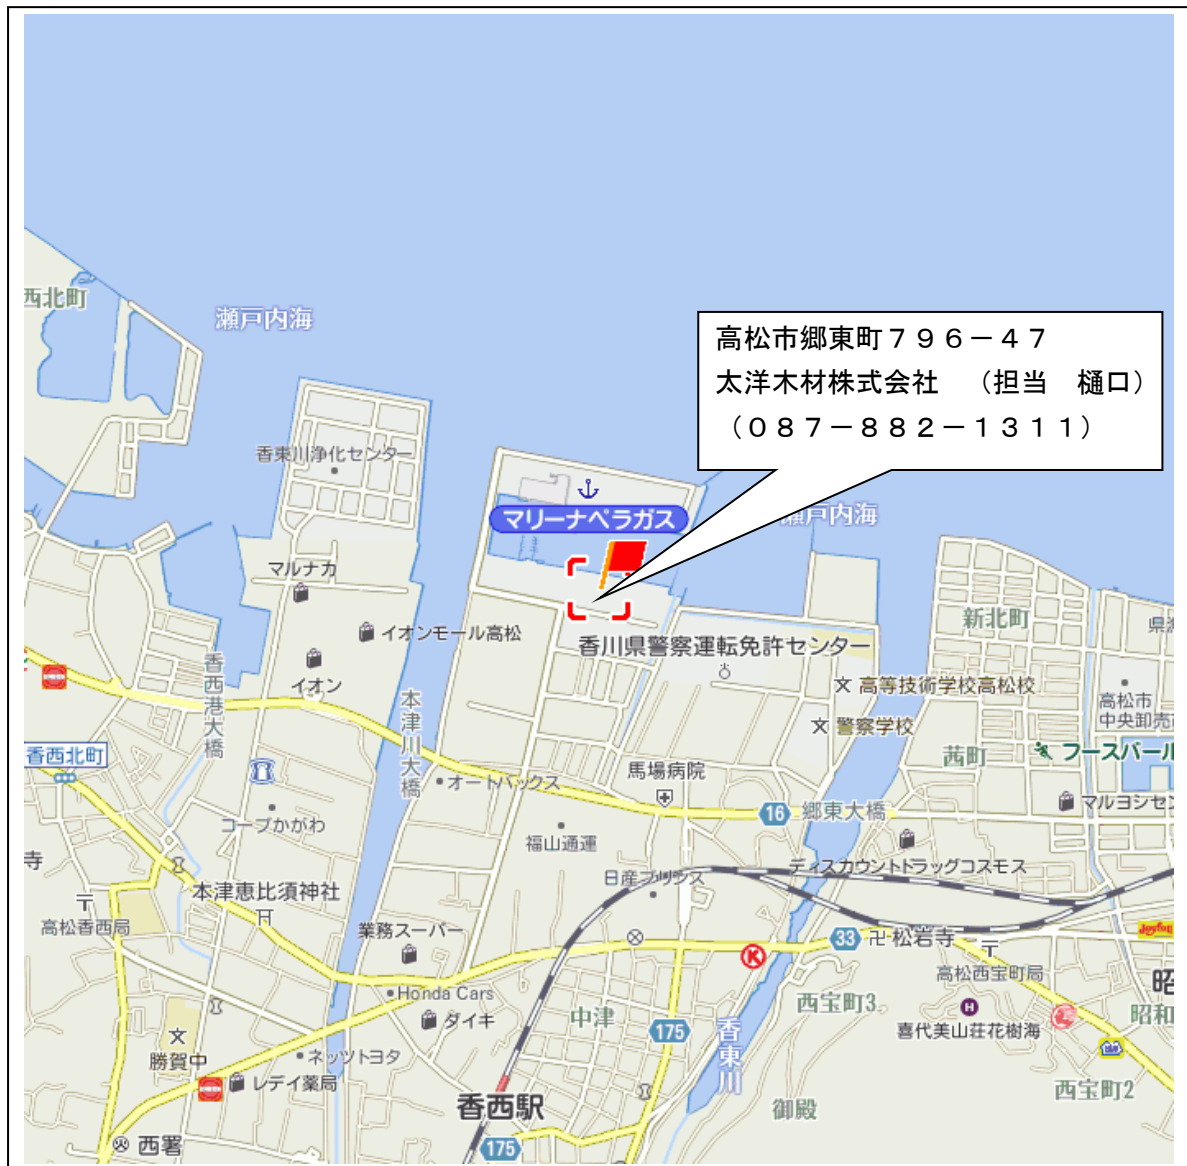 西北町
瀬戸内海
高松市郷東町７９６－４７
太洋木材株式会社　（担当　樋口）
（０８７－８８２－１３１１）
香東川浄化センター
マリーナペラガス
瀬戸内海
マルナカ
イオンモール高松
新北町
香川県警察運転免許センター
イオン
香西港大橋
高等技術学校高松校
本津川大橋
高松市
中央卸売
警察学校
茜町
フースバール
香西北町
馬場病院
オートバックス
マルヨシセン
16
郷東大橋
コープかがわ
福山通運
ディスカウントドラッグコスモス
寺
日産プリンス
本津恵比須神社
高松香西局
業務スーパー
33
松岩寺
Joyfull
高松西宝町局
昭
Honda Cars
西宝町3
中津
ダイキ
175
喜代美山荘花樹海
昭和
香東川
勝賀中
ネッツトヨタ
レデイ薬局
西宝町2
香西駅
御殿
西署
175